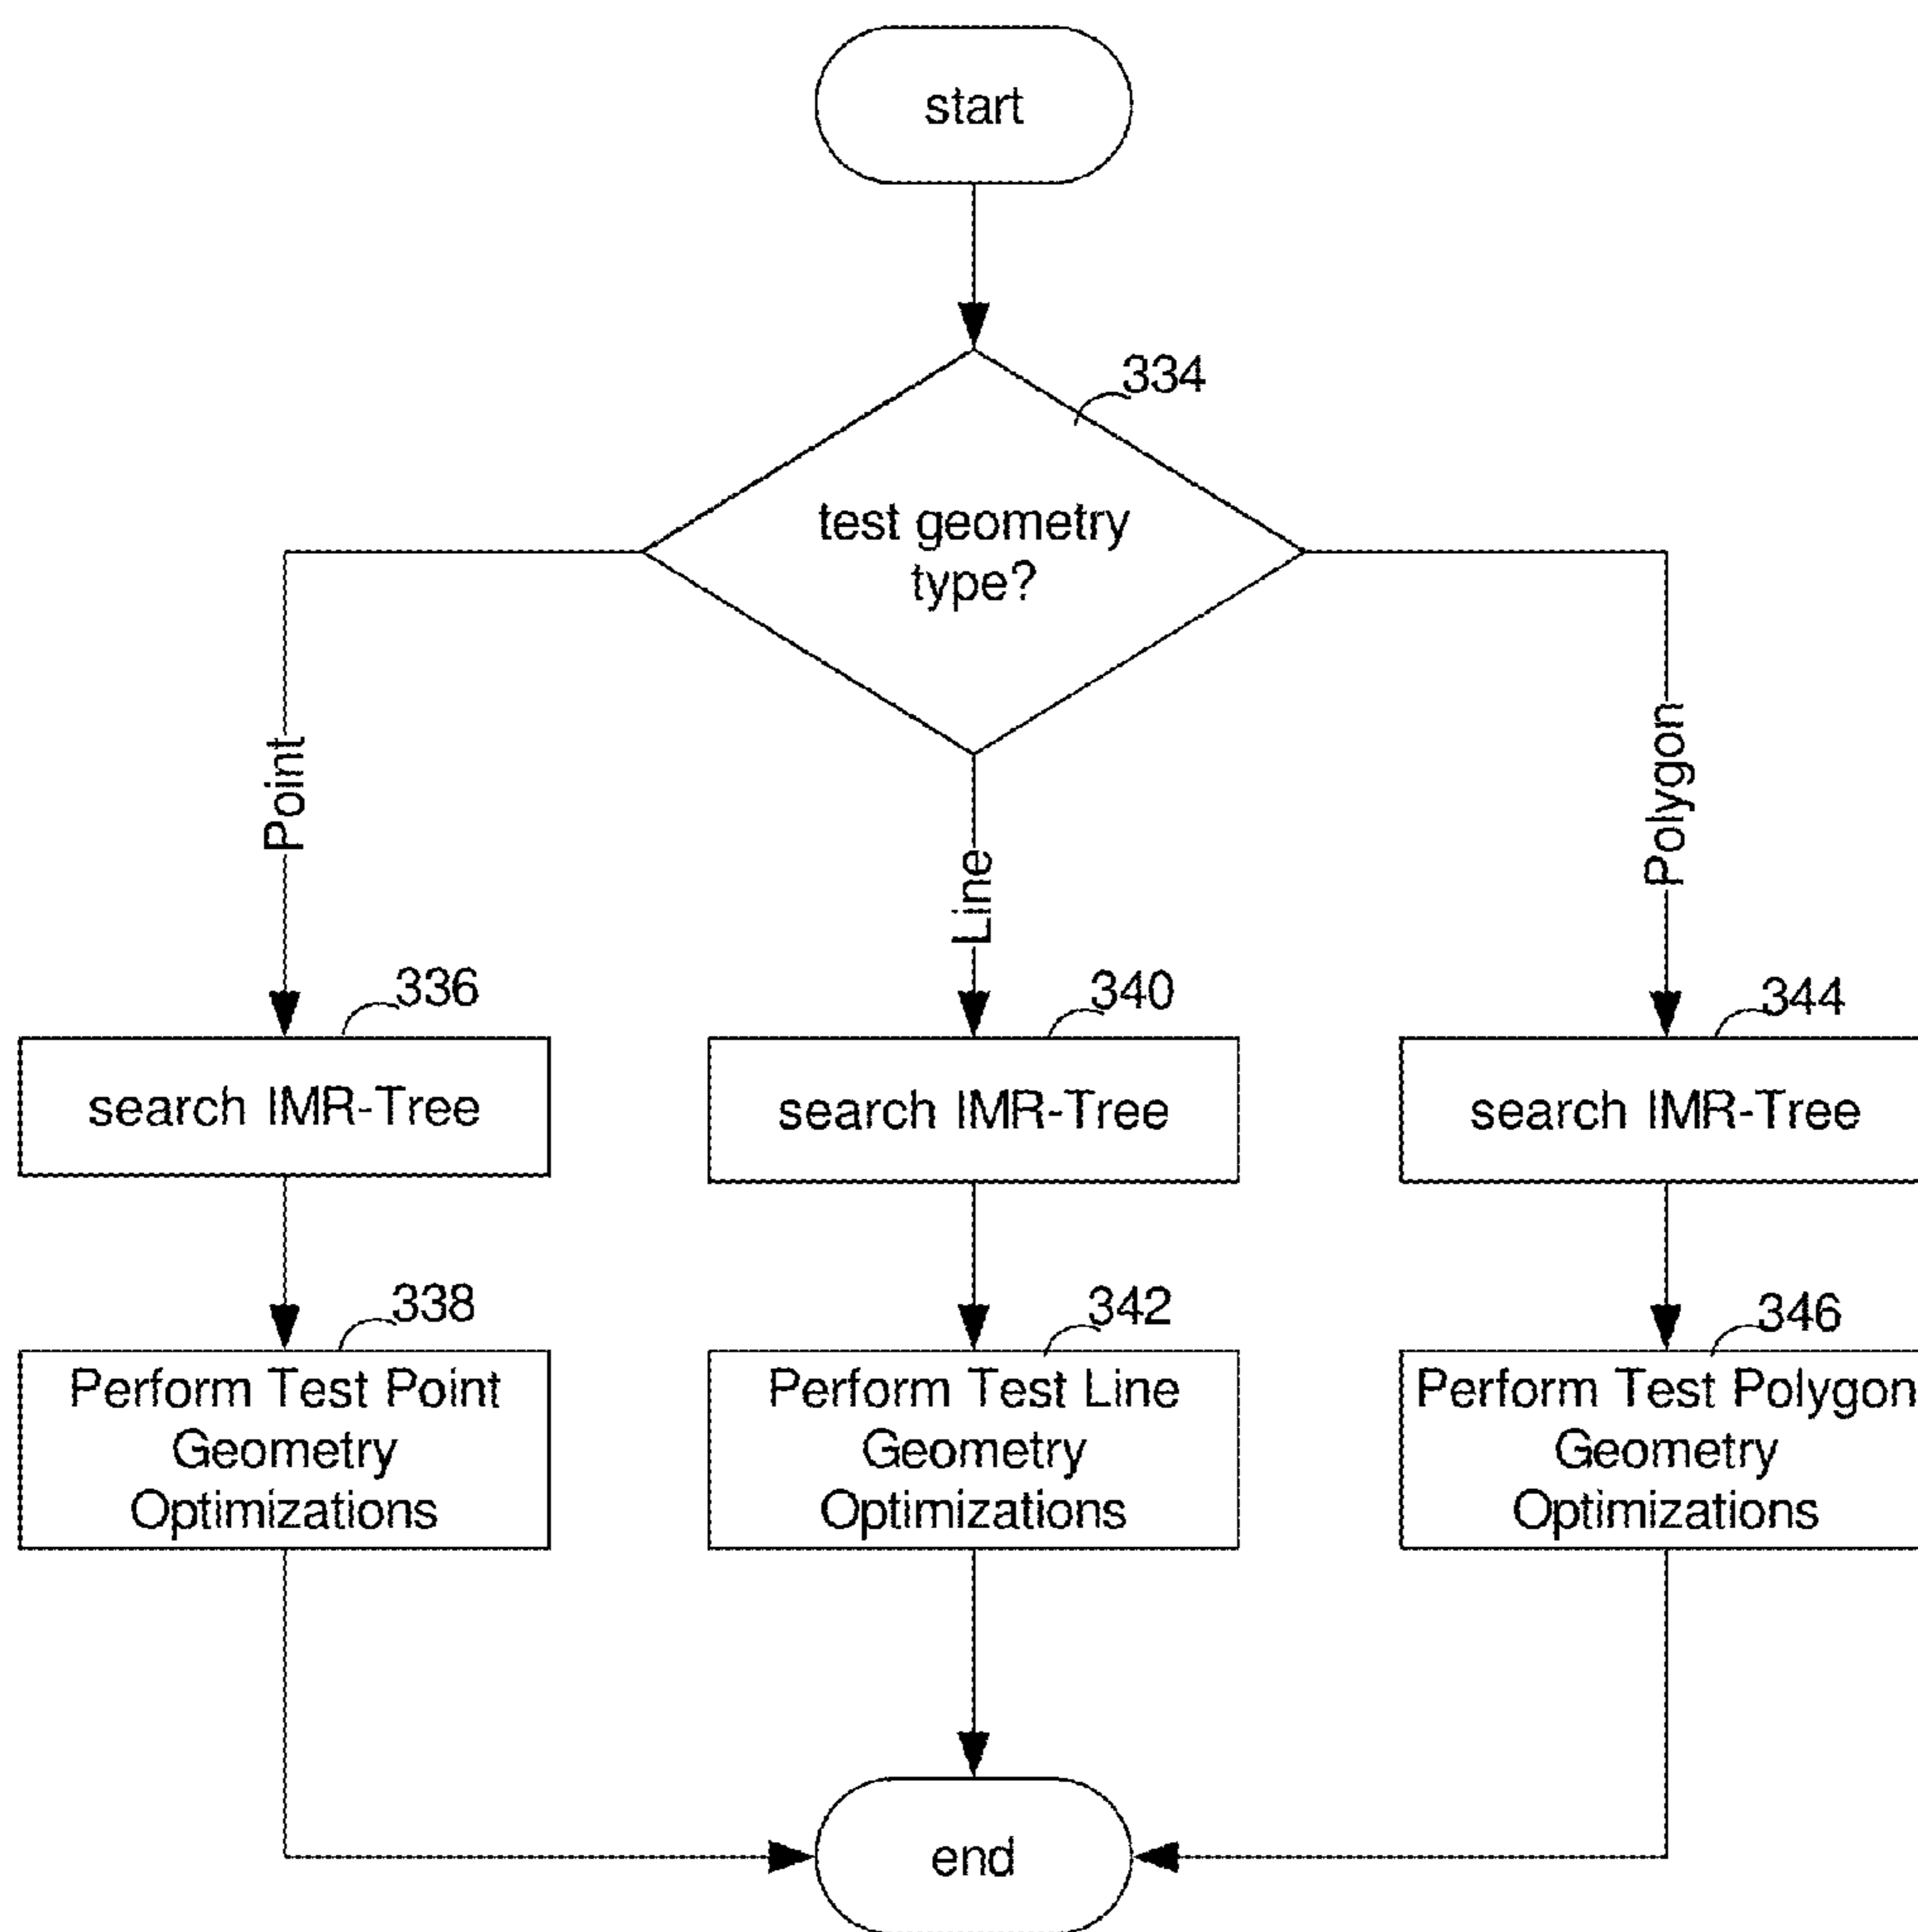 start
334
test geometry
type?
Point
Line
Polygon
336
340
344
search IMR-Tree
search IMR-Tree
search IMR-Tree
338
342
346
Perform Test Point
Geometry
Optimizations
Perform Test Line
Geometry
Optimizations
Perform Test Polygon
Geometry
Optimizations
end